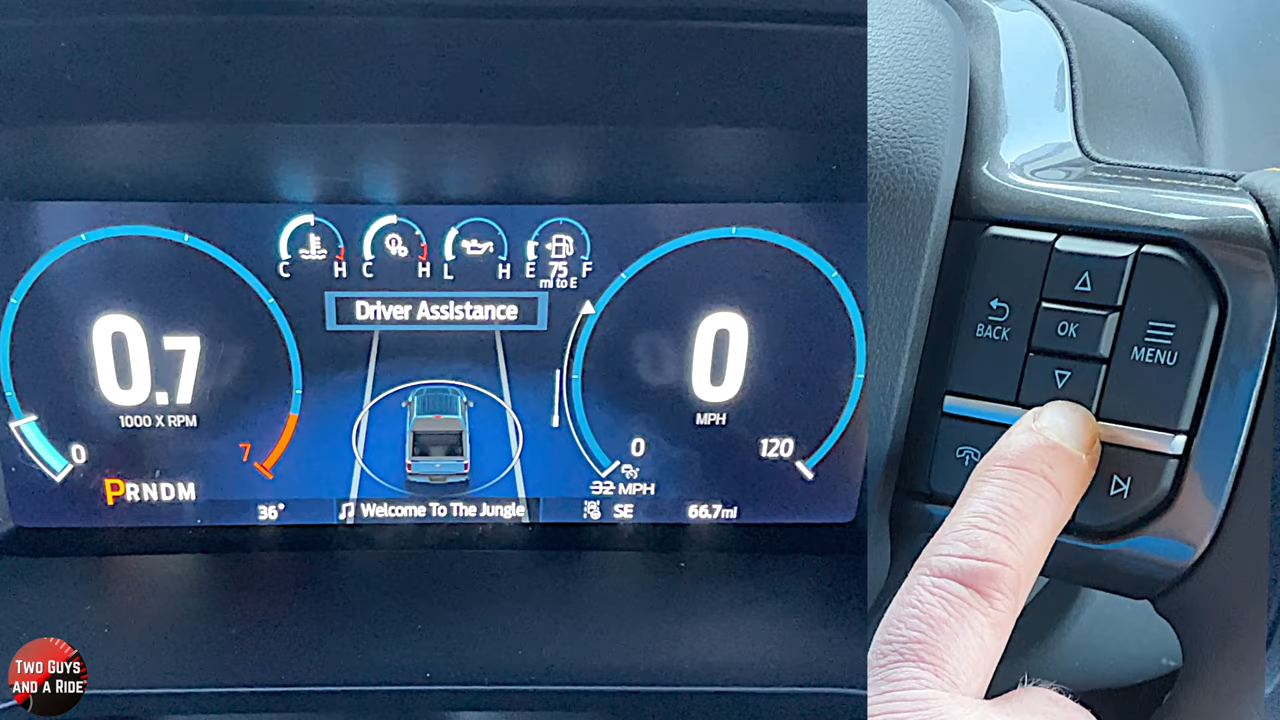 C H
C H
L H
E F
75
mi to E
Driver Assistance
0.7
1000 X RPM
0
7
PRNDM
0
MPH
0
120
32 MPH
36°
Welcome To The Jungle
SE
66.7mi
BACK
OK
MENU
TWO GUYS
AND A RIDE